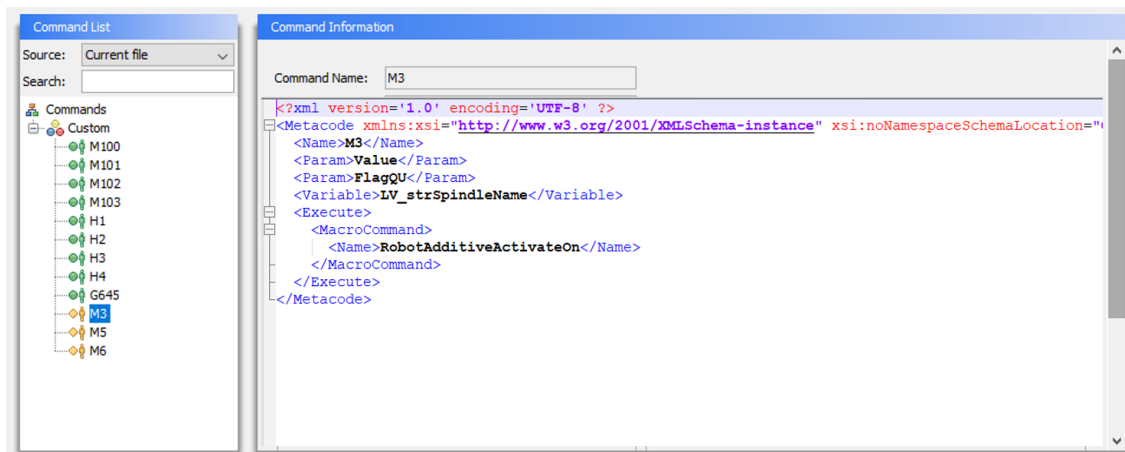 Command List
Source: Current file
Search:
Commands
Custom
M100
M101
M102
M103
H1
H2
H3
H4
G645
M3
M5
M6
Command Information
Command Name: M3
<?xml version='1.0' encoding='UTF-8' ?>
<Metacode xmlns:xsi="http://www.w3.org/2001/XMLSchema-instance" xsi:noNamespaceSchemaLocation="
<Name>M3</Name>
<Param>Value</Param>
<Param>FlagQU</Param>
<Variable>LV_strSpindleName</Variable>
<Execute>
<MacroCommand>
<Name>RobotAdditiveActivateOn</Name>
</MacroCommand>
</Execute>
</Metacode>